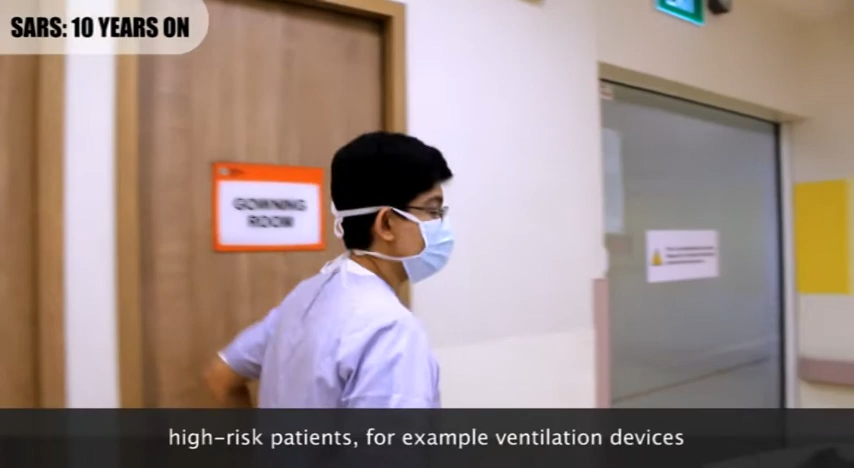 SARS: 10 YEARS ON
GOWNING
ROOM
high-risk patients, for example ventilation devices